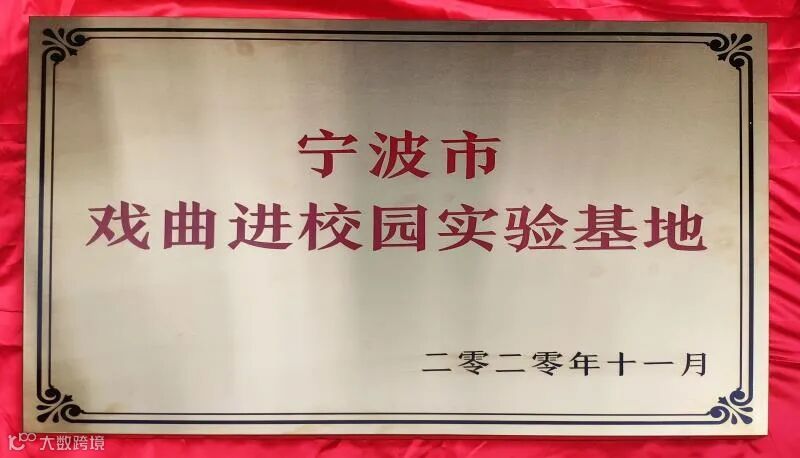 宁波市
戏曲进校园实验基地
二零二零年十一月
大数跨境